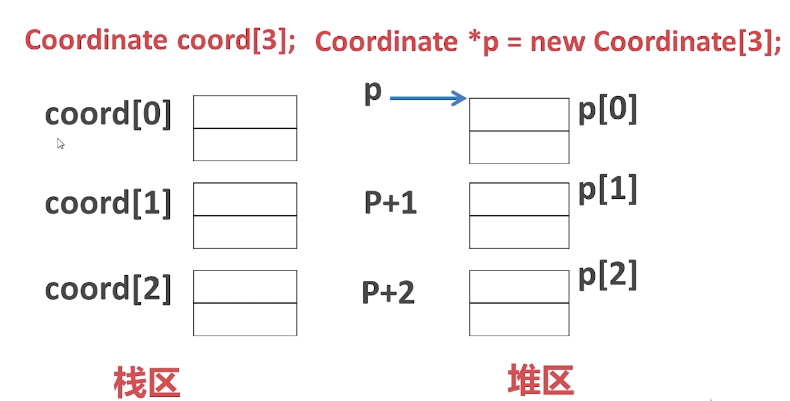 Coordinate coord[3]; Coordinate *p = new Coordinate[3];
coord[0] p p[0]
coord[1] P+1 p[1]
coord[2] P+2 p[2]
栈区 堆区